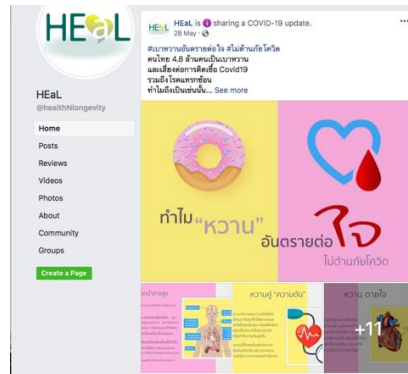 HEaL
HEaL is sharing a COVID-19 update.
28 May
#เบาหวานอันตรายต่อใจ #ไม่ต้านภัยโควิด
คนไทย 4.8 ล้านคนเป็นเบาหวาน
และเสี่ยงต่อการติดเชื้อ Covid19
รวมถึงโรคแทรกซ้อน
ทำไมถึงเป็นเช่นนั้น... See more
HEaL
@healthNlongevity
Home
Posts
Reviews
Videos
Photos
About
Community
Groups
Create a Page
ทำไม "หวาน"
อันตรายต่อ ใจ
ไม่ต้านภัยโควิด
หวานคู่ "ความดัน"
หวาน ตายใจ
+11